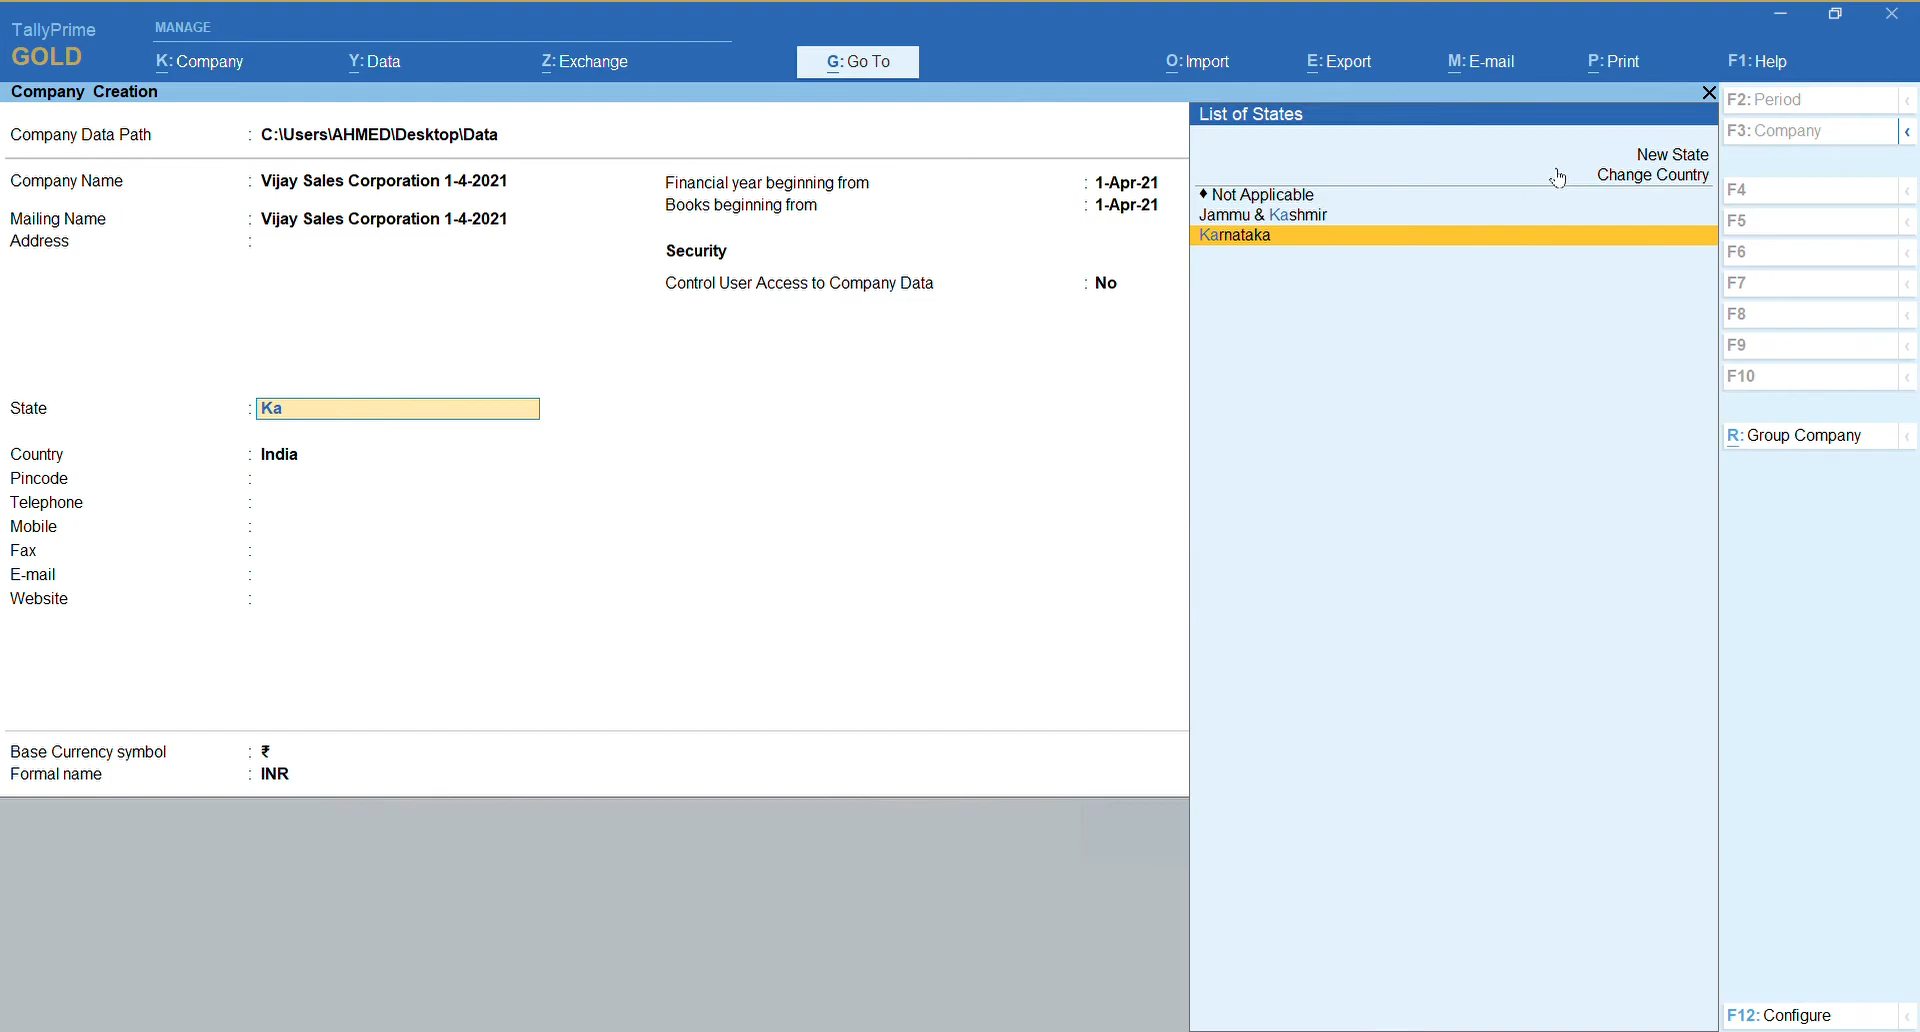 TallyPrime
GOLD
MANAGE
K: Company
Y: Data
Z: Exchange
G: Go To
O: Import
E: Export
M: E-mail
P: Print
F1: Help
Company Creation
Company Data Path : C:\Users\AHMED\Desktop\Data
Company Name : Vijay Sales Corporation 1-4-2021
Mailing Name : Vijay Sales Corporation 1-4-2021
Address :
Financial year beginning from : 1-Apr-21
Books beginning from : 1-Apr-21
Security
Control User Access to Company Data : No
State : Ka
Country : India
Pincode :
Telephone :
Mobile :
Fax :
E-mail :
Website :
Base Currency symbol : ₹
Formal name : INR
List of States
New State
Change Country
♦ Not Applicable
Jammu & Kashmir
Karnataka
F2: Period
F3: Company
F4
F5
F6
F7
F8
F9
F10
R: Group Company
F12: Configure